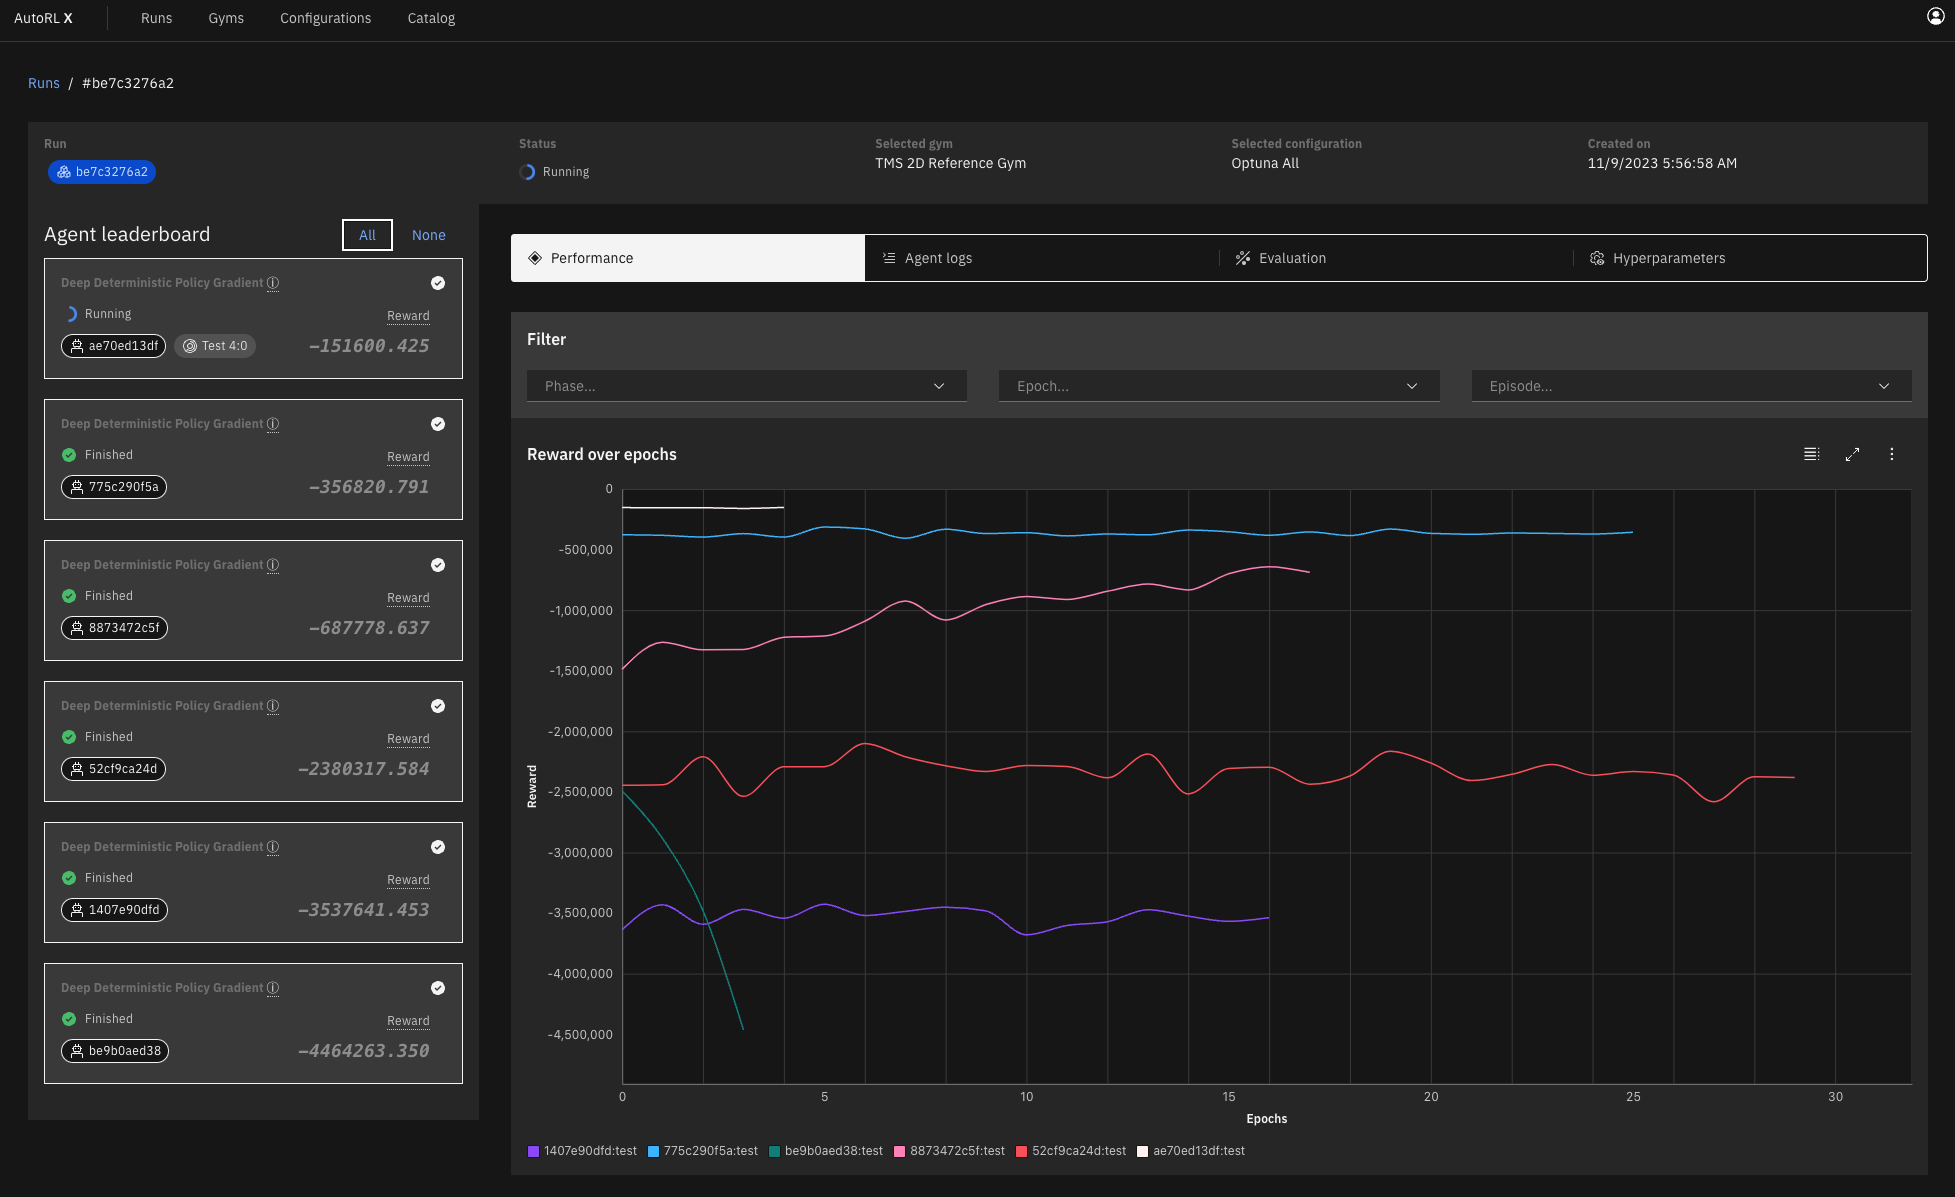 AutoRL X
Runs
Gyms
Configurations
Catalog
Runs / #be7c3276a2
Run
be7c3276a2
Status
Running
Selected gym
TMS 2D Reference Gym
Selected configuration
Optuna All
Created on
11/9/2023 5:56:58 AM
Agent leaderboard
All
None
Deep Deterministic Policy Gradient
Running
Reward
ae70ed13df
Test 4:0
−151600.425
Deep Deterministic Policy Gradient
Finished
Reward
775c290f5a
−356820.791
Deep Deterministic Policy Gradient
Finished
Reward
8873472c5f
−687778.637
Deep Deterministic Policy Gradient
Finished
Reward
52cf9ca24d
−2380317.584
Deep Deterministic Policy Gradient
Finished
Reward
1407e90dfd
−3537641.453
Deep Deterministic Policy Gradient
Finished
Reward
be9b0aed38
−4464263.350
Performance
Agent logs
Evaluation
Hyperparameters
Filter
Phase...
Epoch...
Episode...
Reward over epochs
0
-500,000
-1,000,000
-1,500,000
-2,000,000
-2,500,000
-3,000,000
-3,500,000
-4,000,000
-4,500,000
Reward
0
5
10
15
20
25
30
Epochs
1407e90dfd:test
775c290f5a:test
be9b0aed38:test
8873472c5f:test
52cf9ca24d:test
ae70ed13df:test